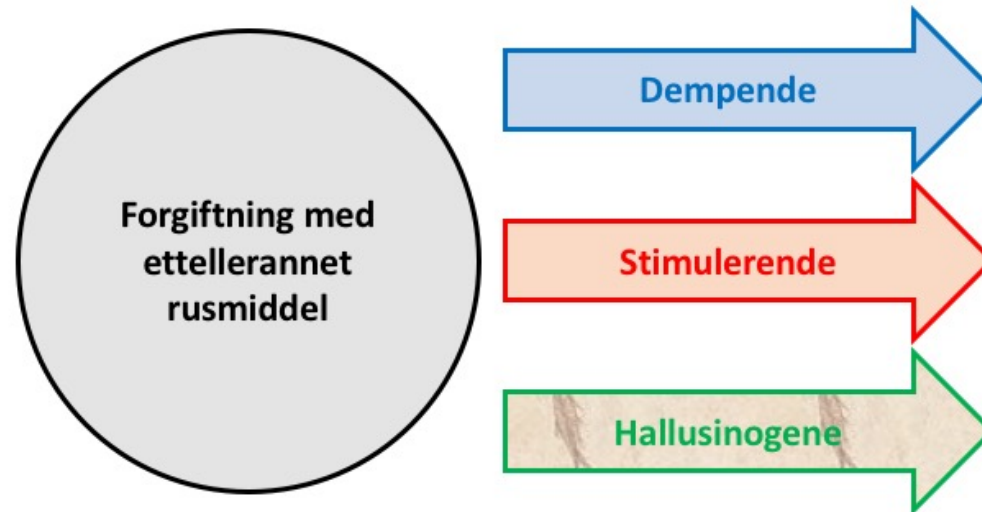 Forgiftning med
ettellerannet
rusmiddel
Dempende
Stimulerende
Hallusinogene